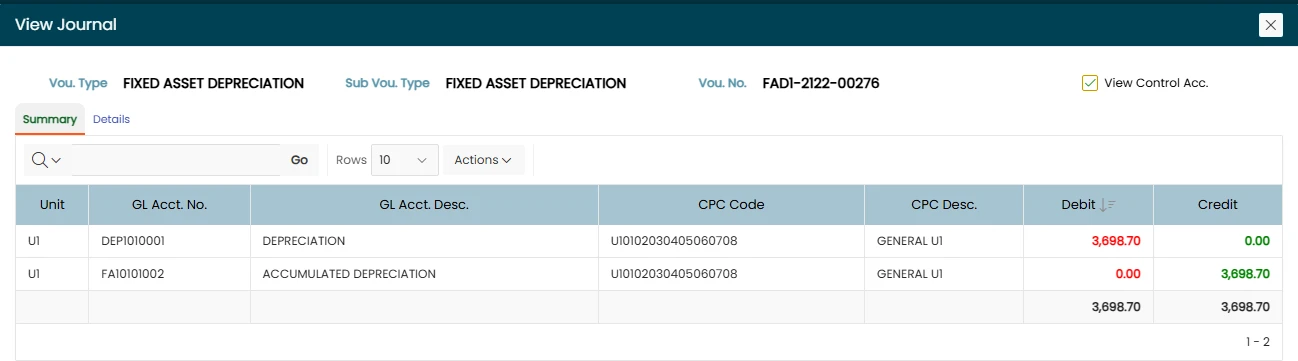 View Journal
Vou. Type FIXED ASSET DEPRECIATION Sub Vou. Type FIXED ASSET DEPRECIATION Vou. No. FAD1-2122-00276 View Control Acc.
Summary Details
Go Rows 10 Actions
Unit GL Acct. No. GL Acct. Desc. CPC Code CPC Desc. Debit Credit
U1 DEP1010001 DEPRECIATION U10102030405060708 GENERAL U1 3,698.70 0.00
U1 FA10101002 ACCUMULATED DEPRECIATION U10102030405060708 GENERAL U1 0.00 3,698.70
3,698.70 3,698.70
1 - 2